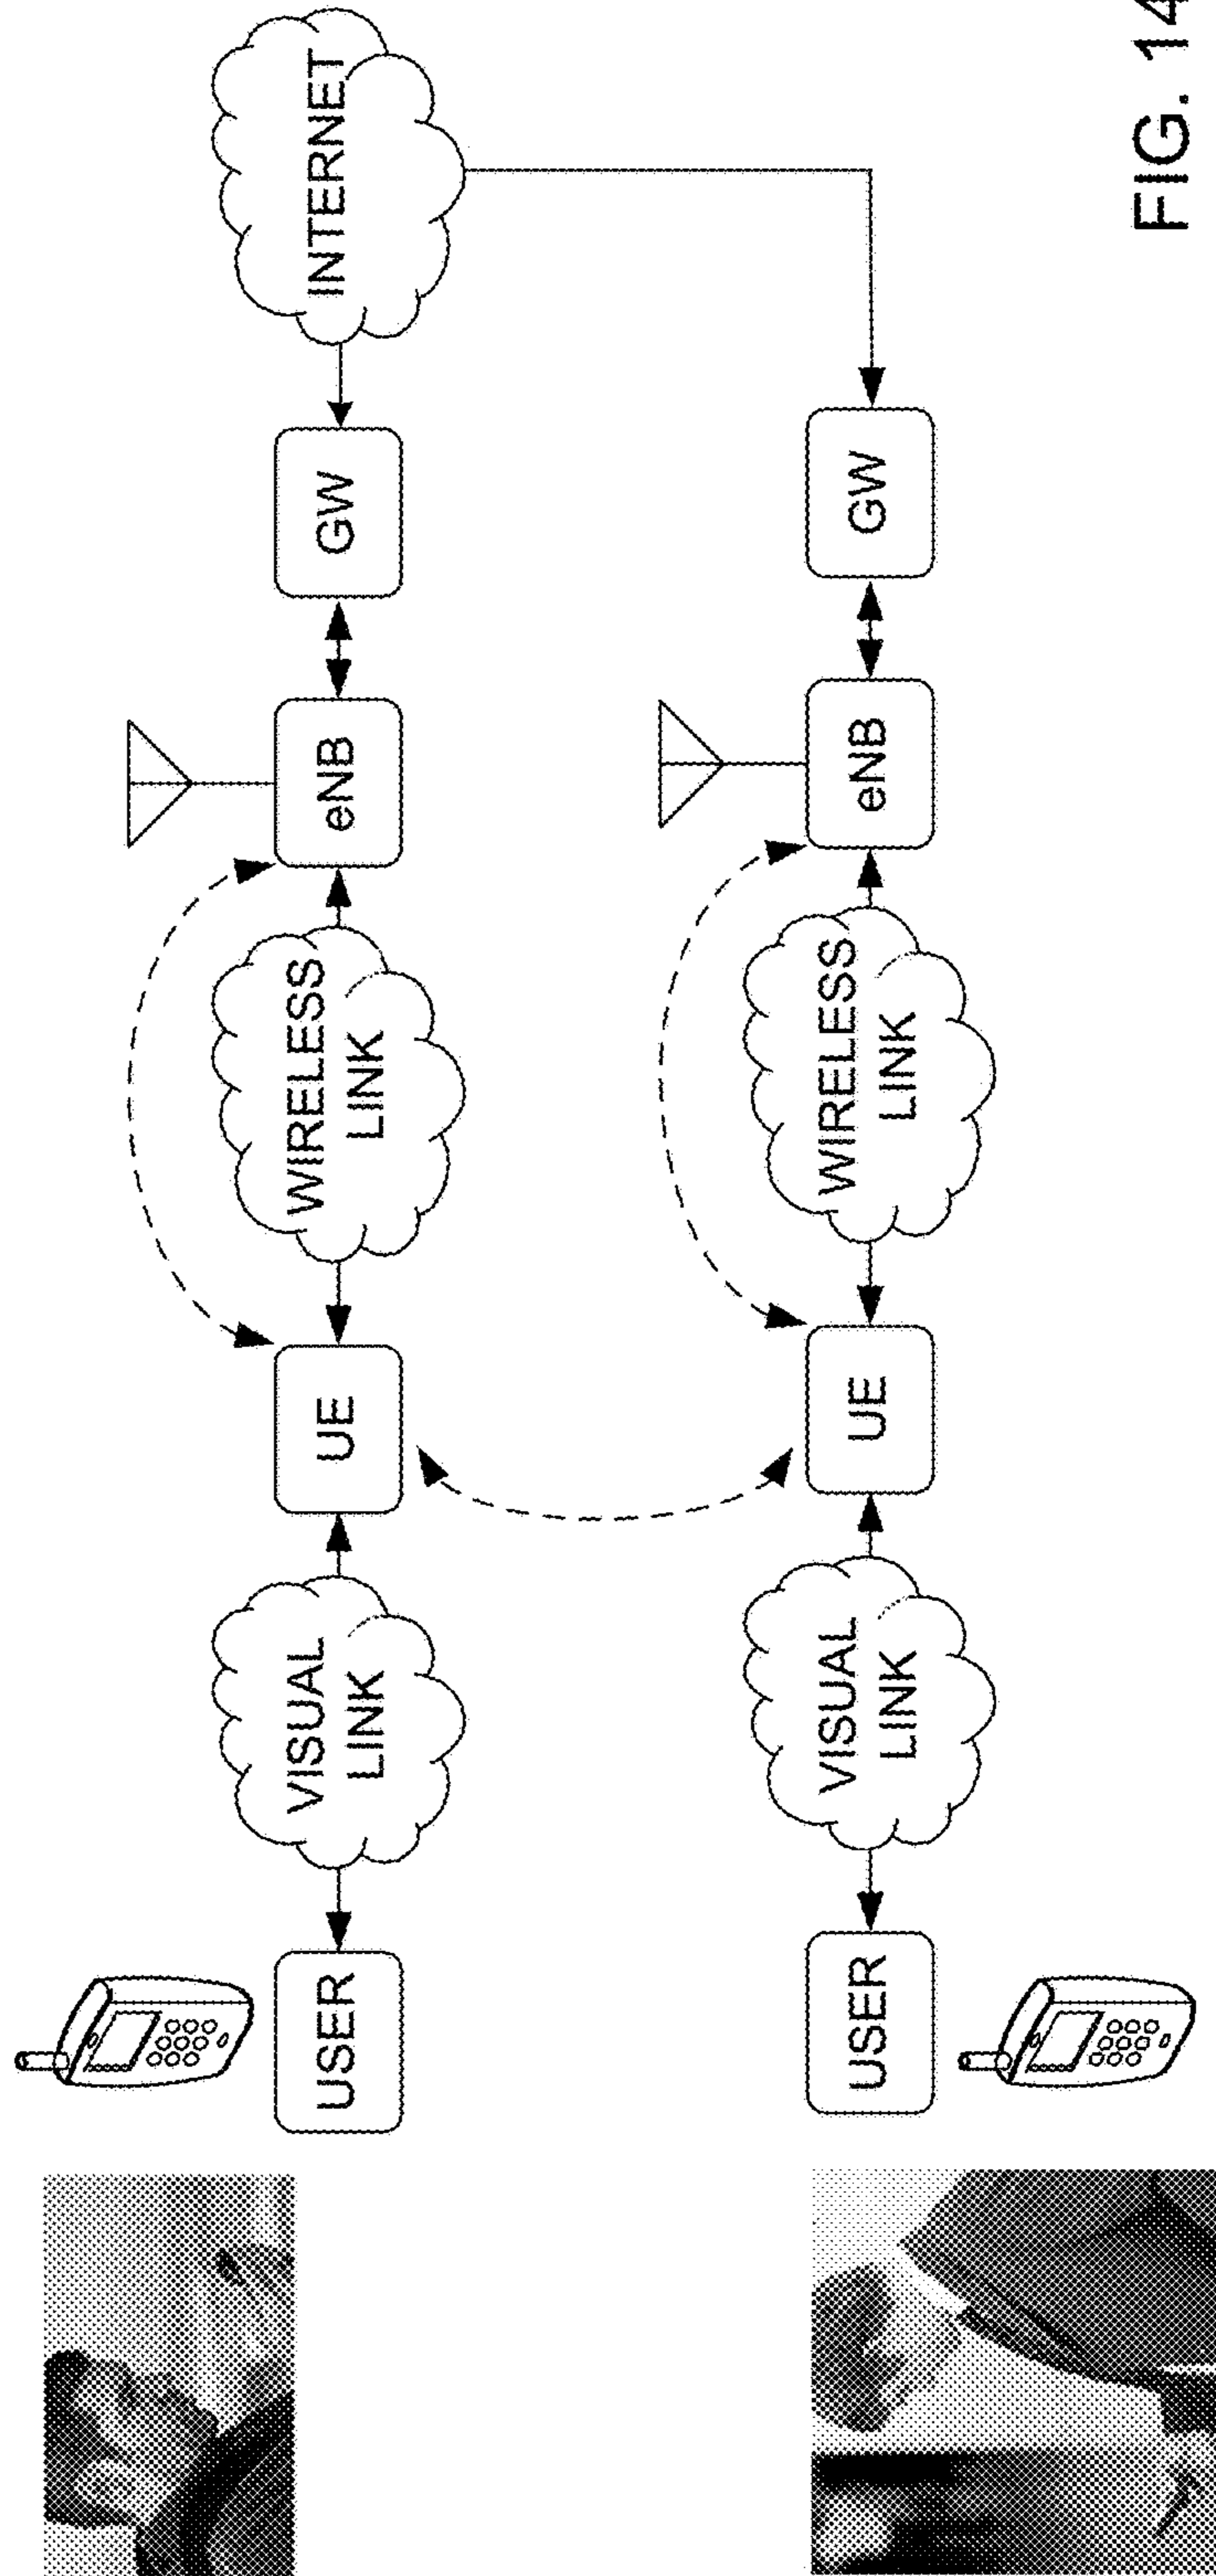 USER
VISUAL
LINK
UE
WIRELESS
LINK
eNB
GW
INTERNET
USER
VISUAL
LINK
UE
WIRELESS
LINK
eNB
GW
FIG. 14